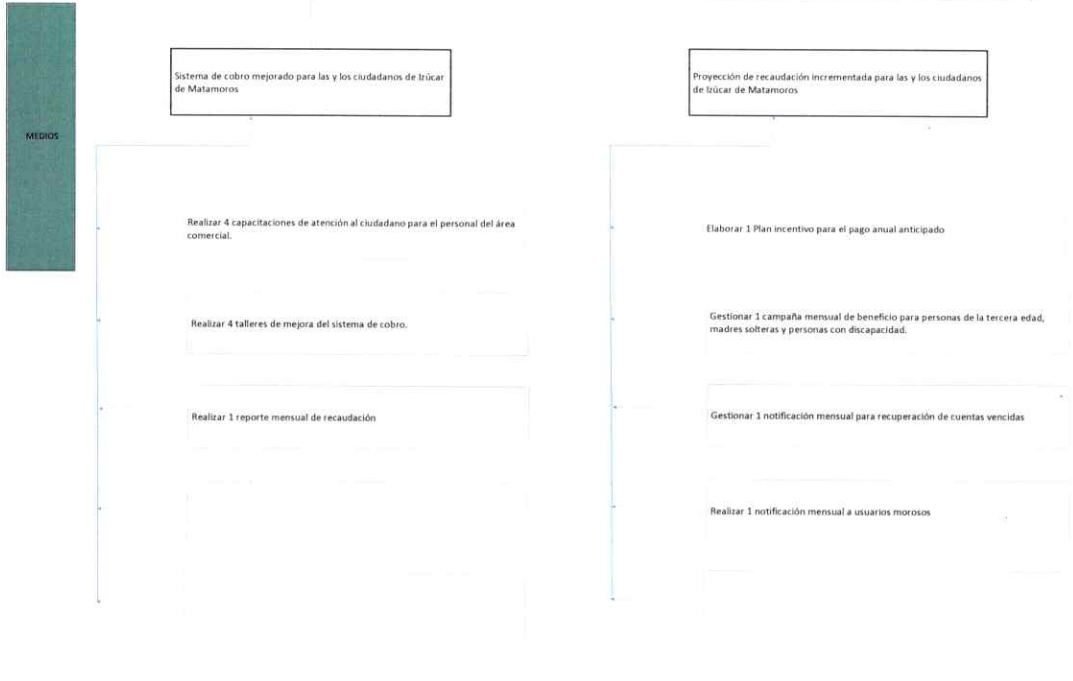 MEDIOS
Sistema de cobro mejorado para las y los ciudadanos de Izúcar
de Matamoros
Realizar 4 capacitaciones de atención al ciudadano para el personal del área
comercial.
Realizar 4 talleres de mejora del sistema de cobro.
Realizar 1 reporte mensual de recaudación
Proyección de recaudación incrementada para las y los ciudadanos
de Izúcar de Matamoros
Elaborar 1 Plan incentivo para el pago anual anticipado
Gestionar 1 campaña mensual de beneficio para personas de la tercera edad,
madres solteras y personas con discapacidad.
Gestionar 1 notificación mensual para recuperación de cuentas vencidas
Realizar 1 notificación mensual a usuarios morosos